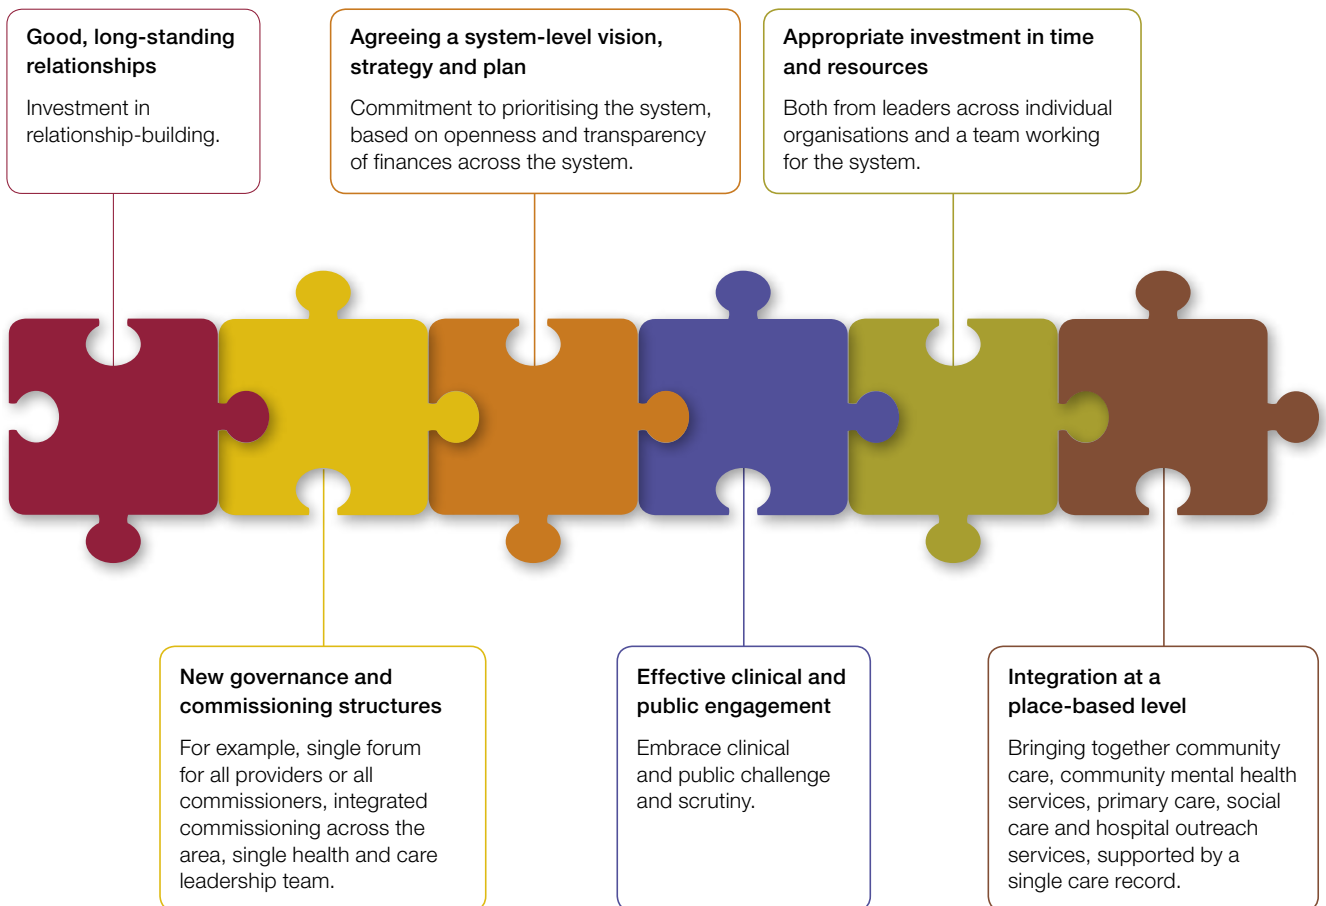 Good, long-standing
relationships
Investment in
relationship-building.
Agreeing a system-level vision,
strategy and plan
Commitment to prioritising the system,
based on openness and transparency
of finances across the system.
Appropriate investment in time
and resources
Both from leaders across individual
organisations and a team working
for the system.
New governance and
commissioning structures
For example, single forum
for all providers or all
commissioners, integrated
commissioning across the
area, single health and care
leadership team.
Effective clinical and
public engagement
Embrace clinical
and public challenge
and scrutiny.
Integration at a
place-based level
Bringing together community
care, community mental health
services, primary care, social
care and hospital outreach
services, supported by a
single care record.